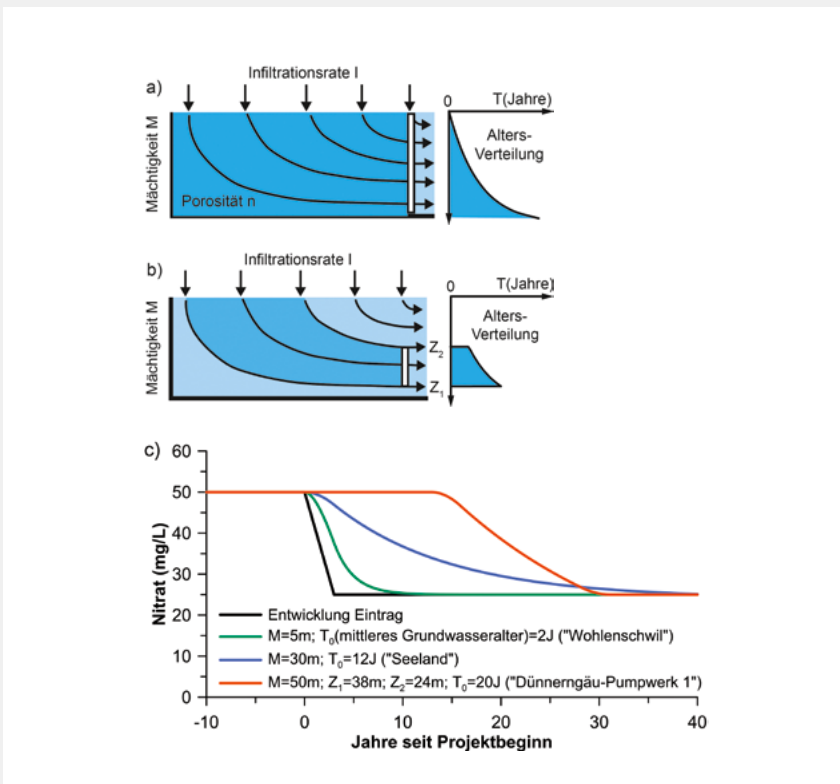 a)
Infiltrationsrate I
Mächtigkeit M
Porosität n
0
T(Jahre)
Alters-
Verteilung
b)
Infiltrationsrate I
Mächtigkeit M
Z2
Z1
0
T(Jahre)
Alters-
Verteilung
c)
Nitrat (mg/L)
60
50
40
30
20
10
0
Entwicklung Eintrag
M=5m; T0(mittleres Grundwasseralter)=2J ("Wohlenschwil")
M=30m; T0=12J ("Seeland")
M=50m; Z1=38m; Z2=24m; T0=20J ("Dünnerngäu-Pumpwerk 1")
-10 0 10 20 30 40
Jahre seit Projektbeginn